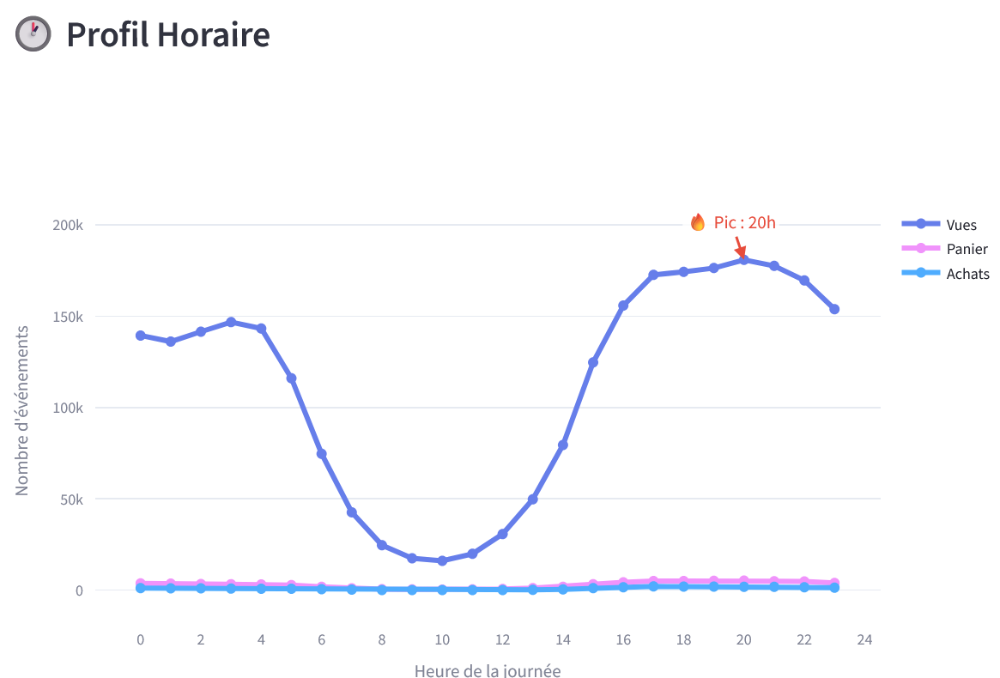 Profil Horaire
Pic : 20h
200k
150k
100k
50k
0
Nombre d'événements
0 2 4 6 8 10 12 14 16 18 20 22 24
Heure de la journée
Vues
Panier
Achats